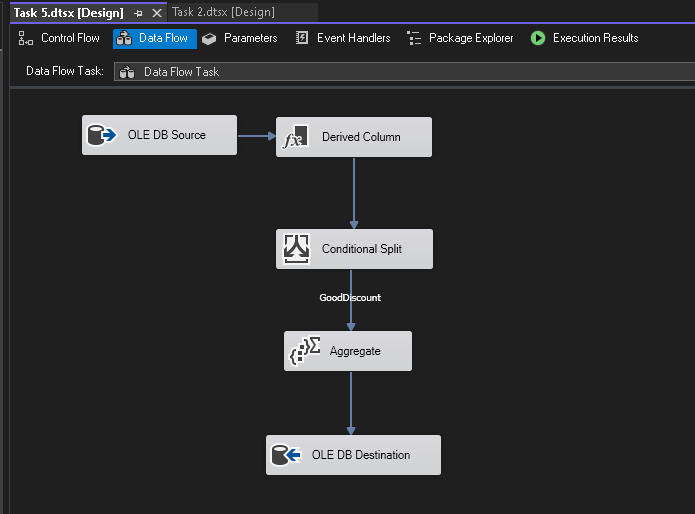 Task 5.dtsx [Design] Task 2.dtsx [Design]
Control Flow Data Flow Parameters Event Handlers Package Explorer Execution Results
Data Flow Task: Data Flow Task
OLE DB Source
Derived Column
Conditional Split
GoodDiscount
Aggregate
OLE DB Destination